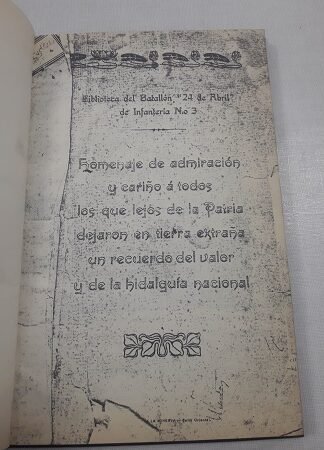 Biblioteca del Batallón "24 de Abril"
de Infantería N.o 3
Homenaje de admiración
y cariño á todos
los que lejos de la Patria
dejaron en tierra extraña
un recuerdo del valor
y de la hidalguía nacional